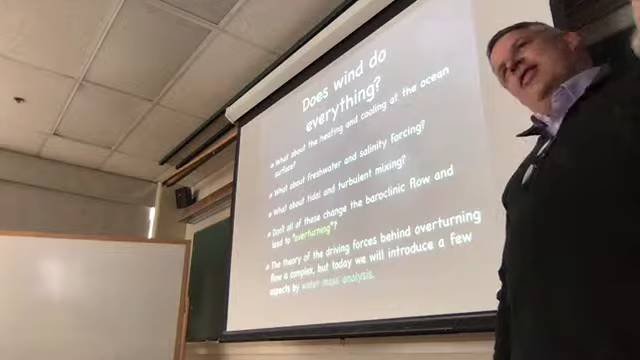 Does wind do
everything?
What about the heating and cooling at the ocean
surface?
What about freshwater and salinity forcing?
What about tidal and turbulent mixing?
Don't all of these change the baroclinic flow and
lead to "overturning"?
The theory of the driving forces behind overturning
flow is complex, but today we will introduce a few
aspects by water mass analysis.